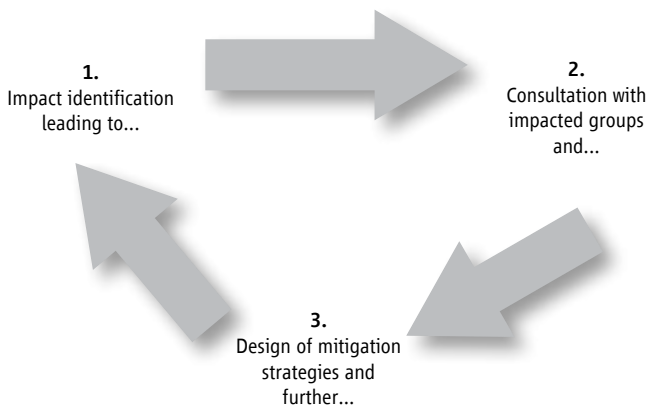 1.
Impact identification
leading to...
2.
Consultation with
impacted groups
and...
3.
Design of mitigation
strategies and
further...